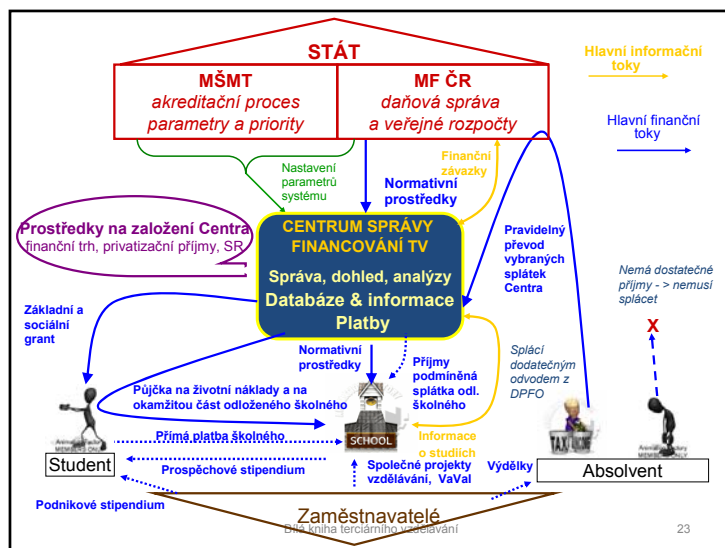 STÁT
MŠMT
akreditační proces
parametry a priority
MF ČR
daňová správa
a veřejné rozpočty
Hlavní informační
toky
Hlavní finanční
toky
Nastavení
parametrů
systému
Normativní
prostředky
Finanční
závazky
Prostředky na založení Centra
finanční trh, privatizační příjmy, SR
CENTRUM SPRÁVY
FINANCOVÁNÍ TV
Správa, dohled, analýzy
Databáze & informace
Platby
Pravidelný
převod
vybraných
splátek
Centra
Nemá dostatečné
příjmy - > nemusí
splácet
X
Základní a
sociální
grant
Normativní
prostředky
Příjmy
podmíněná
splátka odl.
školného
Splácí
dodatečným
odvodem z
DPFO
Půjčka na životní náklady a na
okamžitou část odloženého školného
SCHOOL
Přímá platba školného
Informace
o studiích
MEMBERS ONLY
Student
Prospěchové stipendium
Společné projekty
vzdělávání, VaVaI
Výdělky
MEMBERS ONLY
Absolvent
Podnikové stipendium
Zaměstnavatelé
Bílá kniha terciárního vzdělávání
23